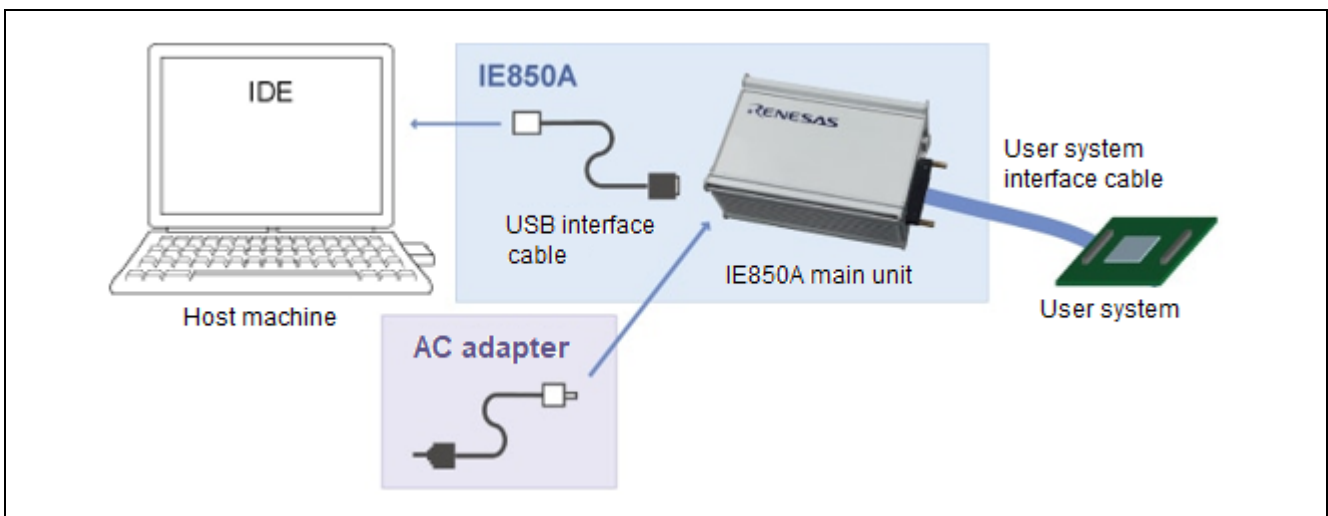 IDE
IE850A
RENESAS
User system
interface cable
USB interface
cable
IE850A main unit
Host machine
User system
AC adapter